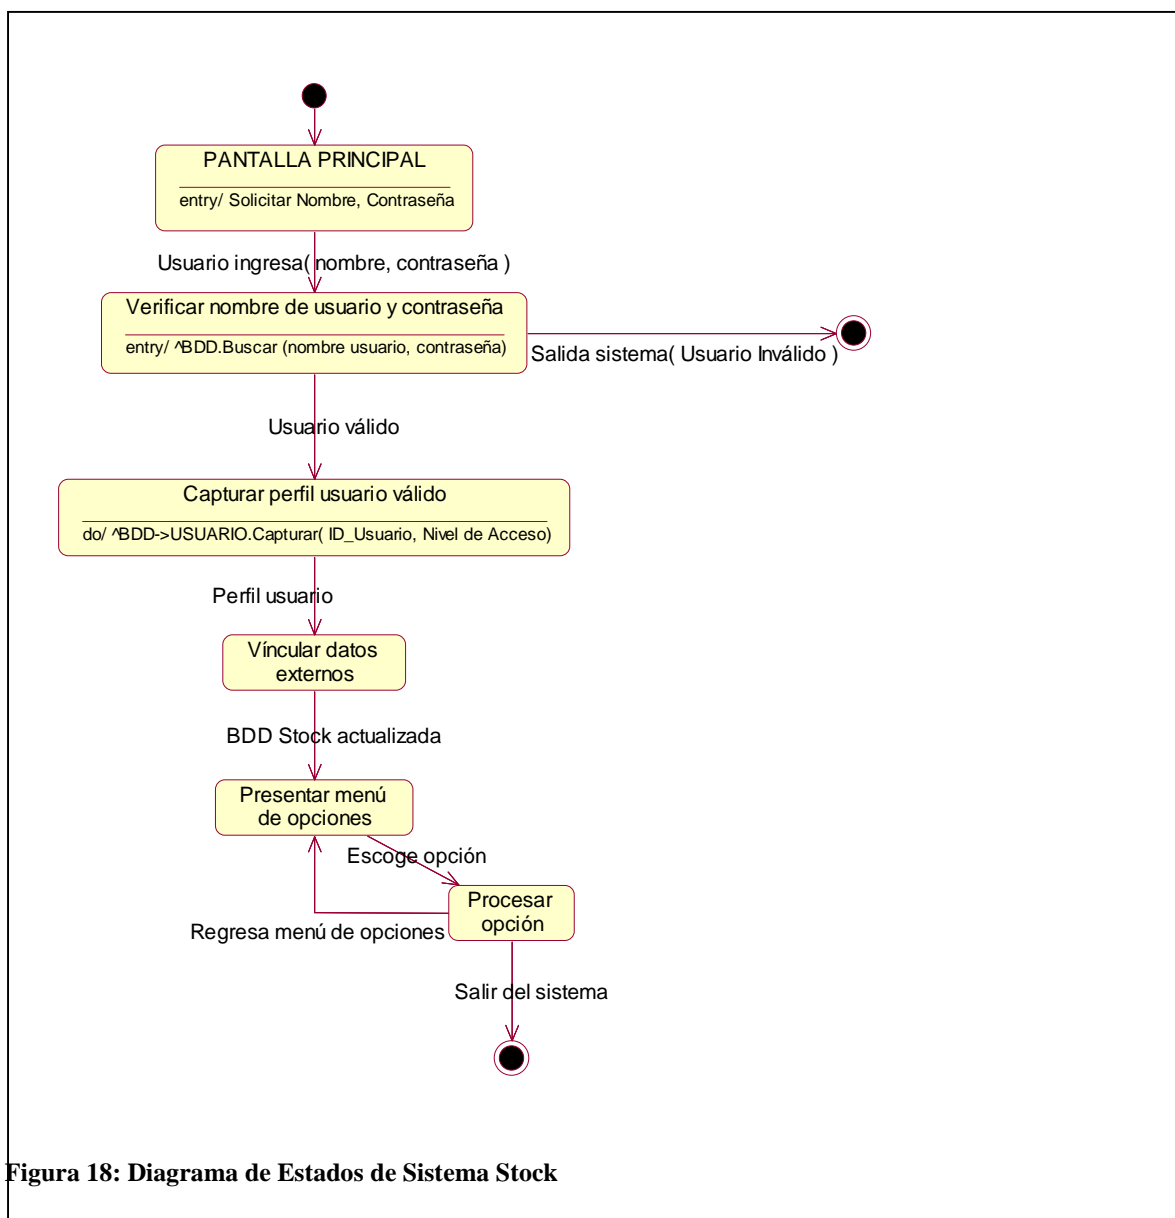 PANTALLA PRINCIPAL
entry/ Solicitar Nombre, Contraseña
Usuario ingresa( nombre, contraseña )
Verificar nombre de usuario y contraseña
entry/ ^BDD.Buscar (nombre usuario, contraseña)
Salida sistema( Usuario Inválido )
Usuario válido
Capturar perfil usuario válido
do/ ^BDD->USUARIO.Capturar( ID_Usuario, Nivel de Acceso)
Perfil usuario
Víncular datos
externos
BDD Stock actualizada
Presentar menú
de opciones
Escoge opción
Procesar
opción
Regresa menú de opciones
Salir del sistema
Figura 18: Diagrama de Estados de Sistema Stock